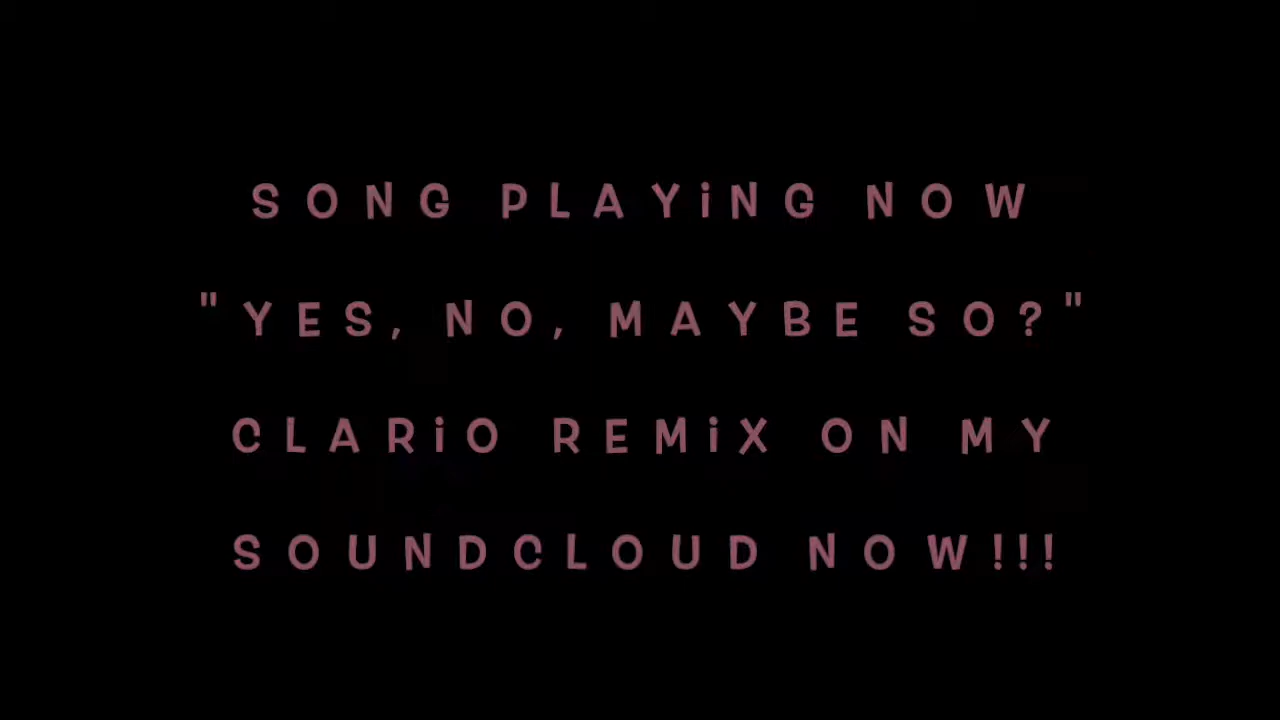 SONG PLAYiNG NOW
"YES, NO, MAYBE SO?"
CLARiO REMiX ON MY
SOUNDCLOUD NOW!!!